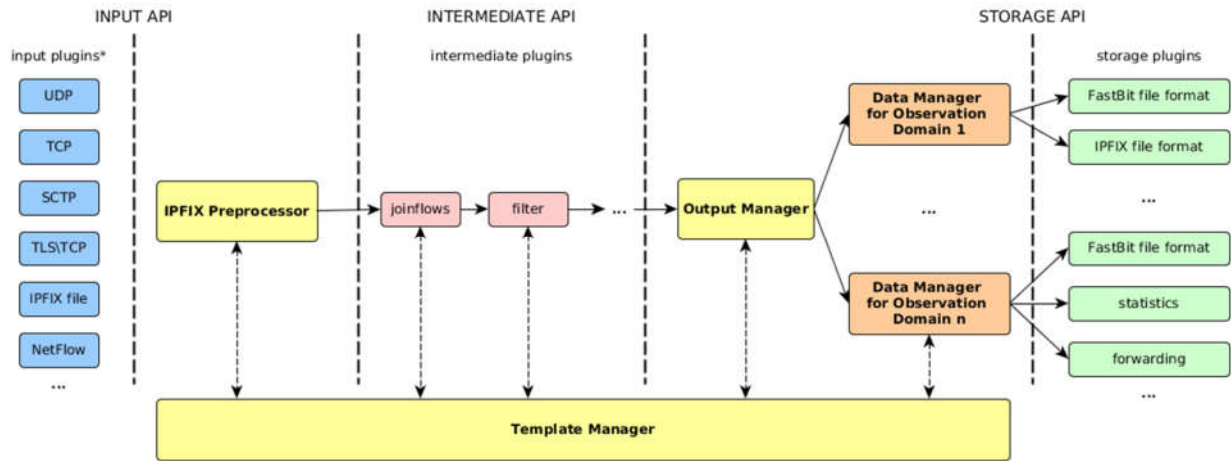 INPUT API
INTERMEDIATE API
STORAGE API
input plugins*
UDP
TCP
SCTP
TLS\TCP
IPFIX file
NetFlow
...
IPFIX Preprocessor
intermediate plugins
joinflows
filter
...
Output Manager
Data Manager
for Observation
Domain 1
...
Data Manager
for Observation
Domain n
storage plugins
FastBit file format
IPFIX file format
...
FastBit file format
statistics
forwarding
...
Template Manager